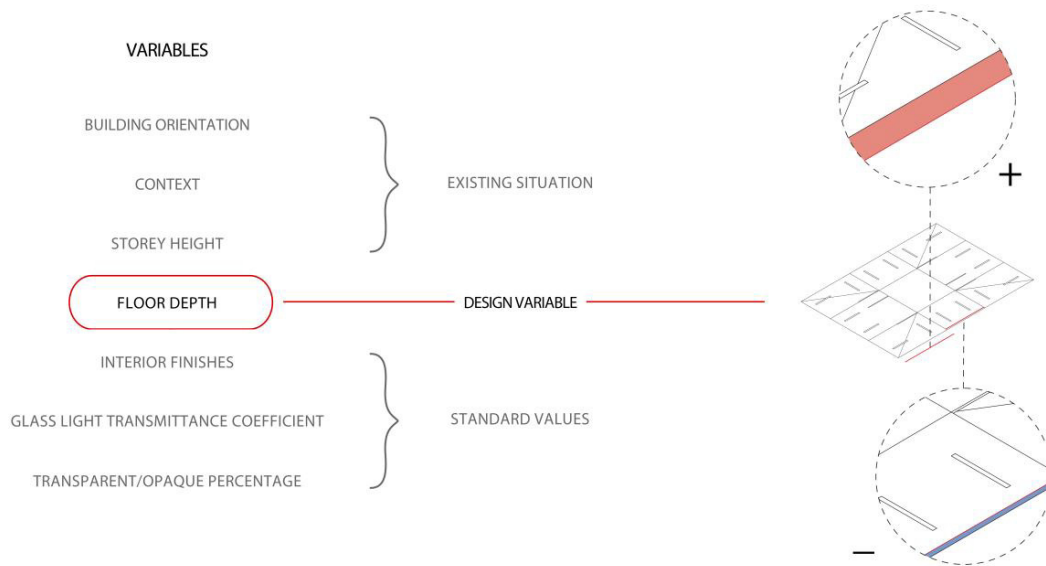 VARIABLES
BUILDING ORIENTATION
CONTEXT
EXISTING SITUATION
STOREY HEIGHT
FLOOR DEPTH
DESIGN VARIABLE
INTERIOR FINISHES
GLASS LIGHT TRANSMITTANCE COEFFICIENT
STANDARD VALUES
TRANSPARENT/OPAQUE PERCENTAGE
+
−